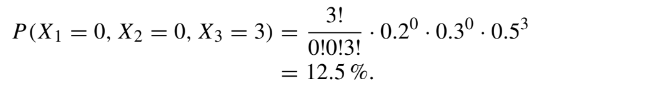 P(X₁ = 0, X₂ = 0, X₃ = 3) = 3!/(0!0!3!) · 0.2⁰ · 0.3⁰ · 0.5³
= 12.5 %.